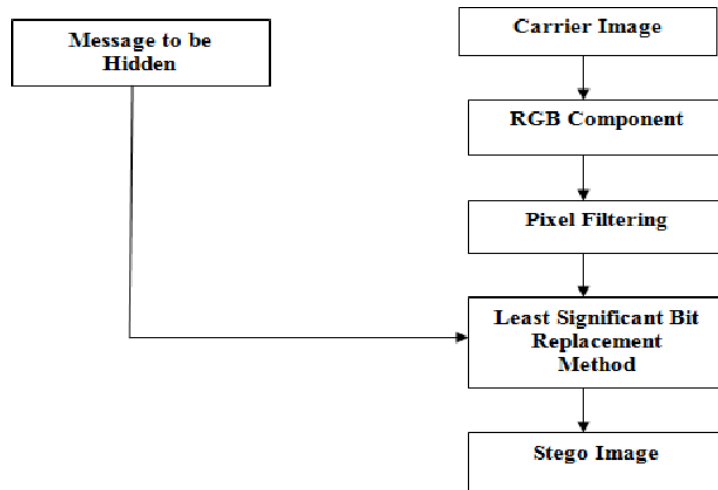 Message to be
Hidden
Carrier Image
RGB Component
Pixel Filtering
Least Significant Bit
Replacement
Method
Stego Image